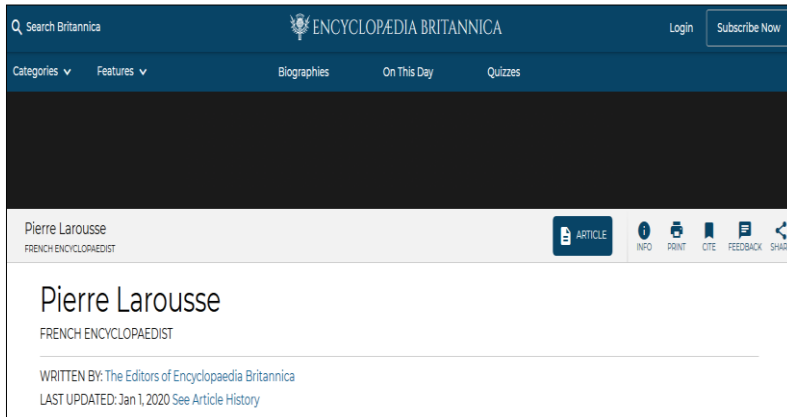 Search Britannica
ENCYCLOPÆDIA BRITANNICA
Login
Subscribe Now
Categories
Features
Biographies
On This Day
Quizzes
Pierre Larousse
FRENCH ENCYCLOPAEDIST
ARTICLE
INFO
PRINT
CITE
FEEDBACK
SHAR
Pierre Larousse
FRENCH ENCYCLOPAEDIST
WRITTEN BY: The Editors of Encyclopaedia Britannica
LAST UPDATED: Jan 1, 2020 See Article History